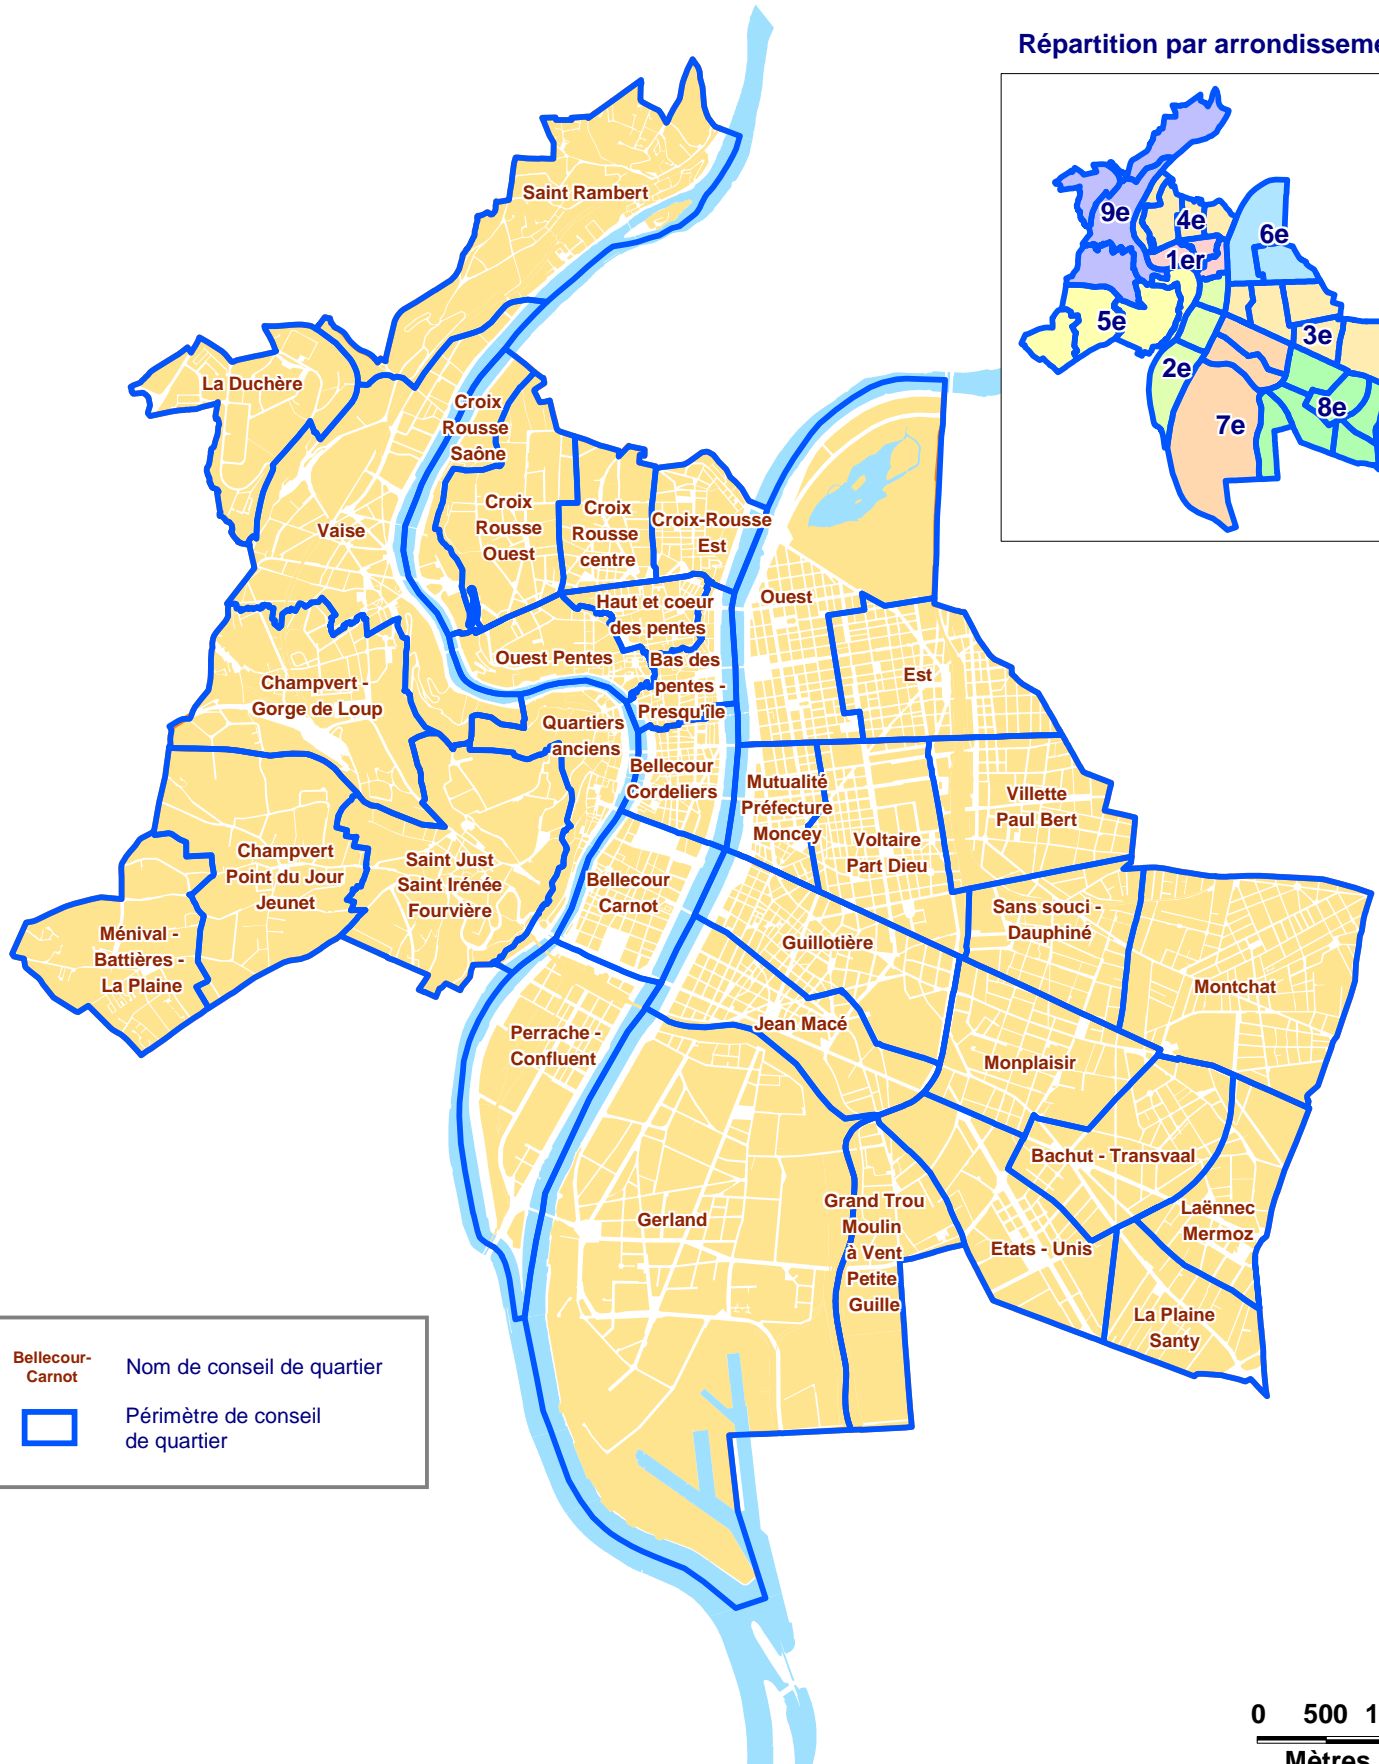 Répartition par arrondisseme
9e
4e
6e
1er
5e
3e
2e
8e
7e
Saint Rambert
La Duchère
Croix
Rousse
Saône
Vaise
Croix
Rousse
Ouest
Croix
Rousse
centre
Croix-Rousse
Est
Ouest
Haut et coeur
des pentes
Ouest Pentes
Bas des
pentes -
Presqu'île
Est
Champvert -
Gorge de Loup
Quartiers
anciens
Bellecour
Cordeliers
Mutualité
Préfecture
Moncey
Voltaire
Part Dieu
Villette
Paul Bert
Champvert
Point du Jour
Jeunet
Saint Just
Saint Irénée
Fourvière
Bellecour
Carnot
Sans souci -
Dauphiné
Ménival -
Battières -
La Plaine
Guillotière
Montchat
Perrache -
Confluent
Jean Macé
Monplaisir
Bachut - Transvaal
Gerland
Grand Trou
Moulin
à Vent
Petite
Guille
Etats - Unis
Laënnec
Mermoz
La Plaine
Santy
Bellecour-
Carnot
Nom de conseil de quartier
Périmètre de conseil
de quartier
0 500 1
Mètres